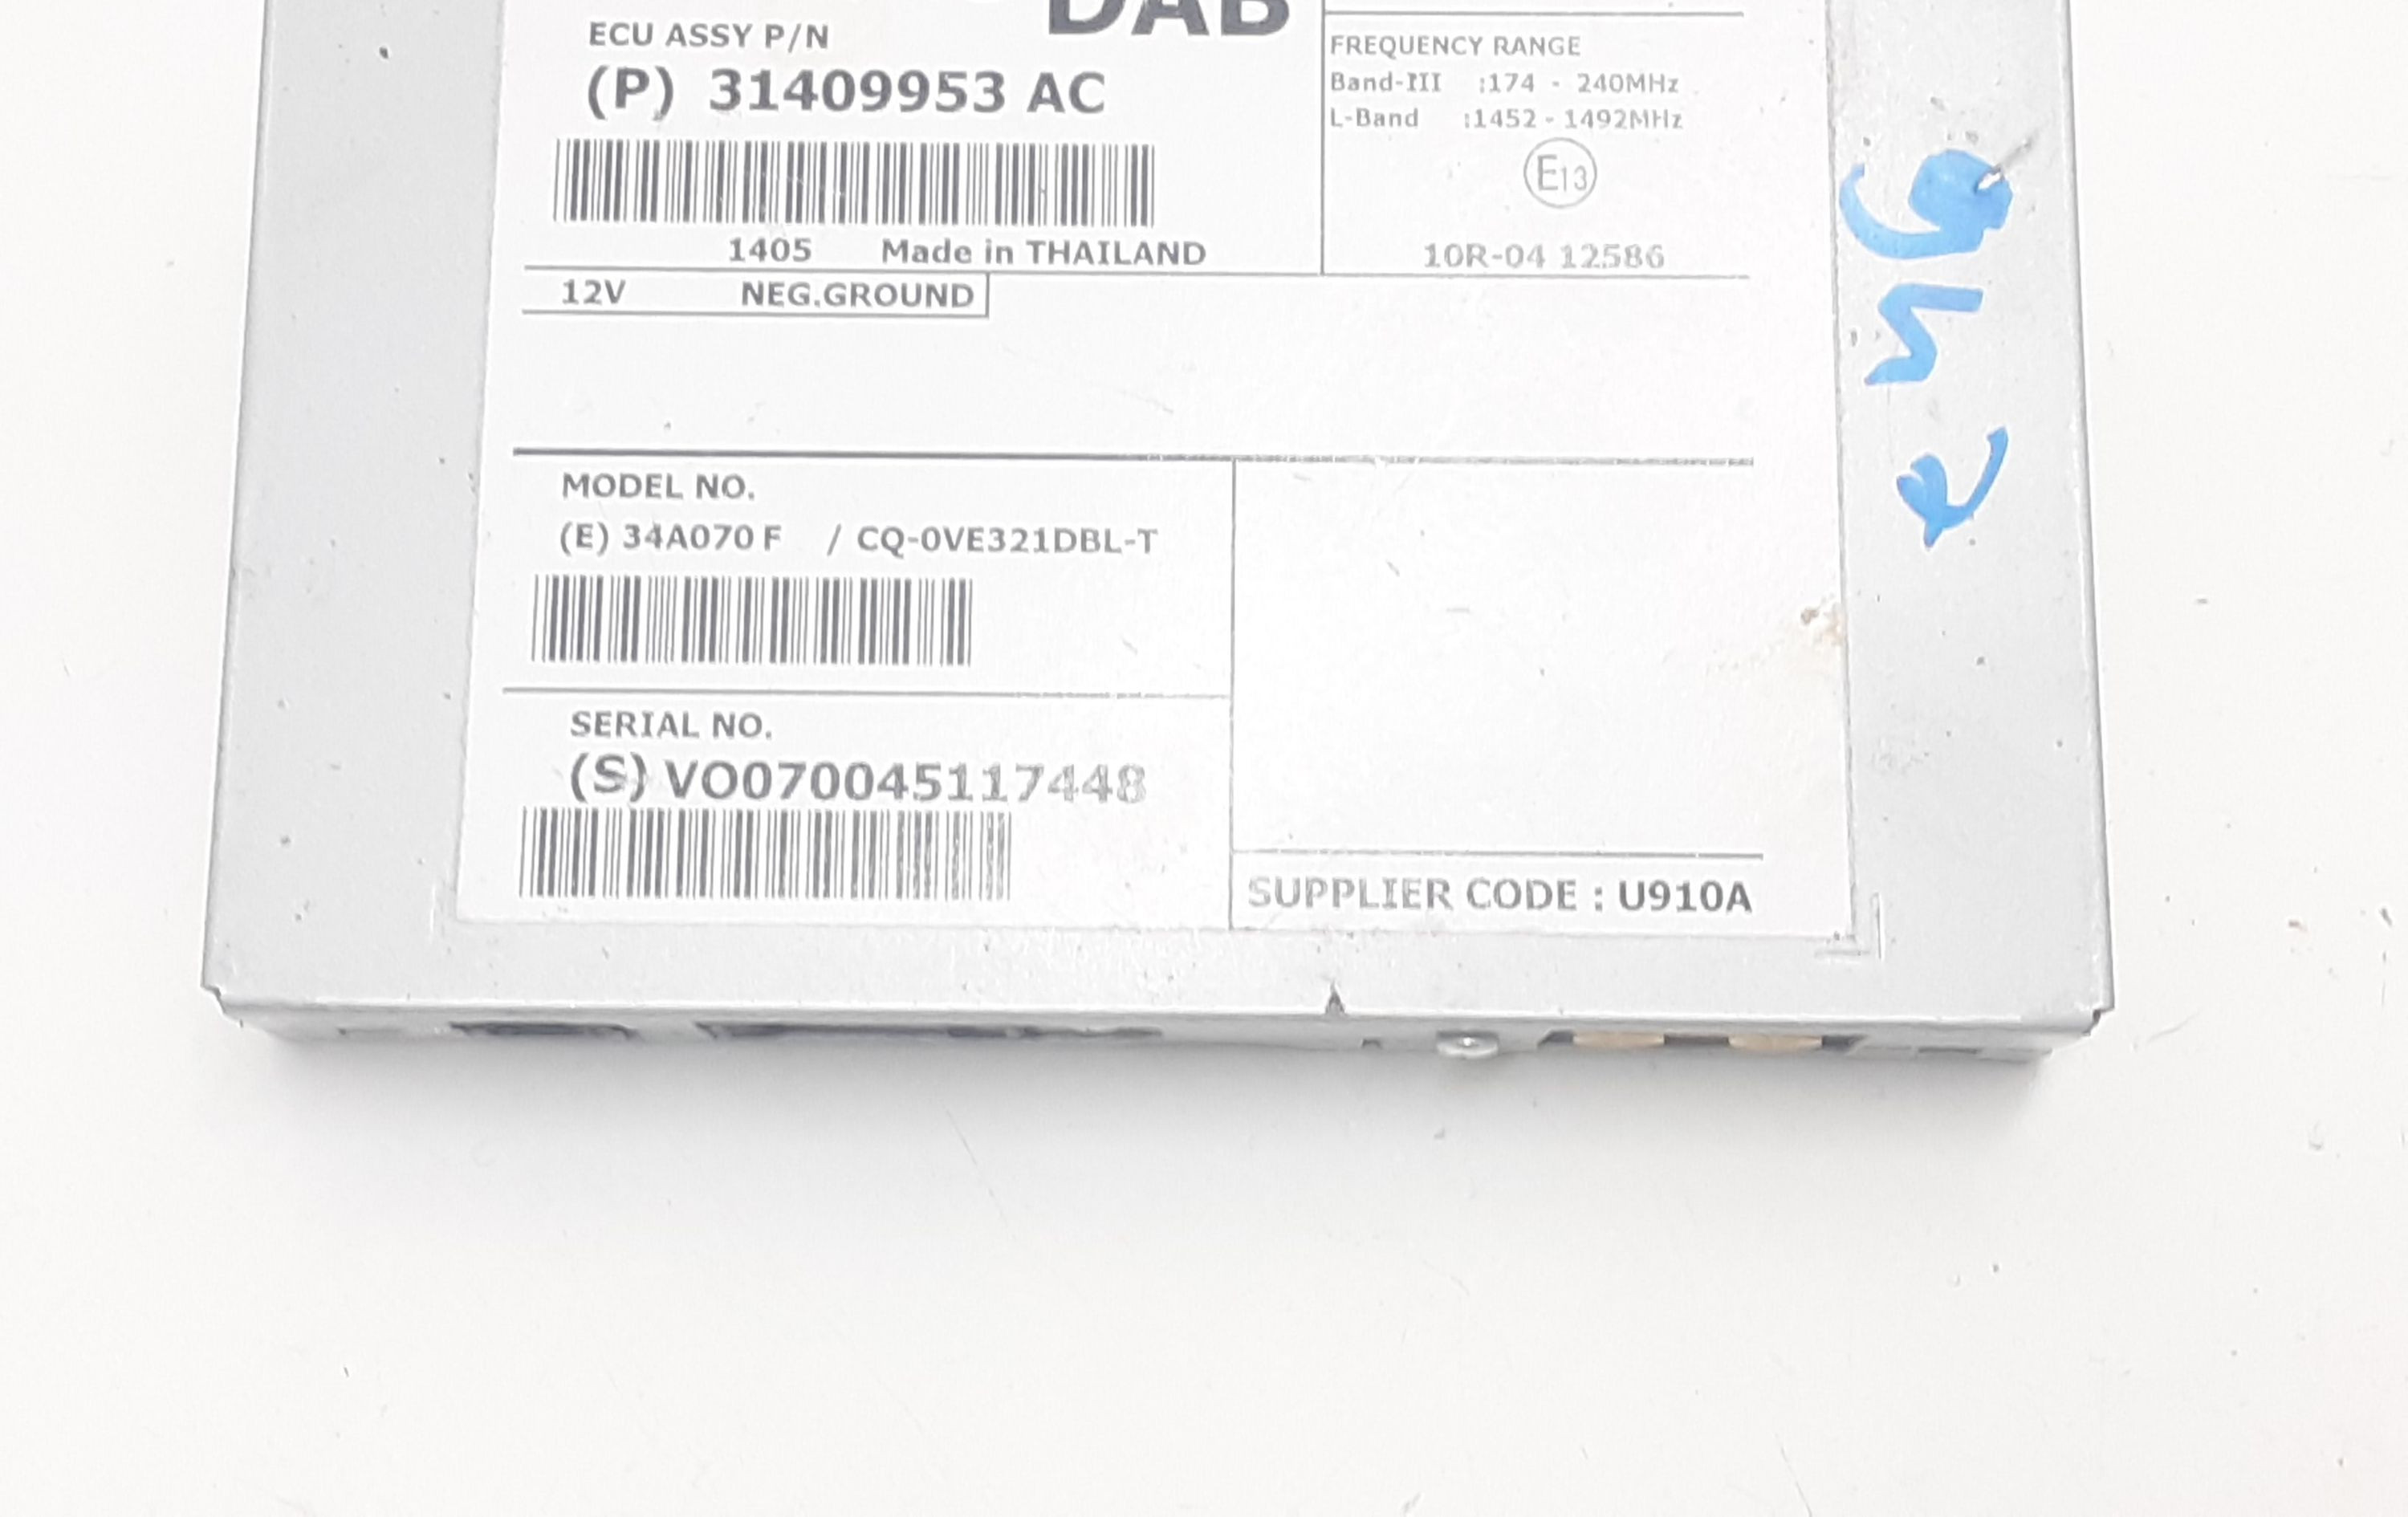 DAB
ECU ASSY P/N
(P) 31409953 AC
1405 Made in THAILAND
12V NEG.GROUND
FREQUENCY RANGE
Band-III :174 - 240MHz
L-Band :1452 - 1492MHz
E13
10R-04 12586
MODEL NO.
(E) 34A070 F / CQ-0VE321DBL-T
SERIAL NO.
(S) VO070045117448
SUPPLIER CODE : U910A